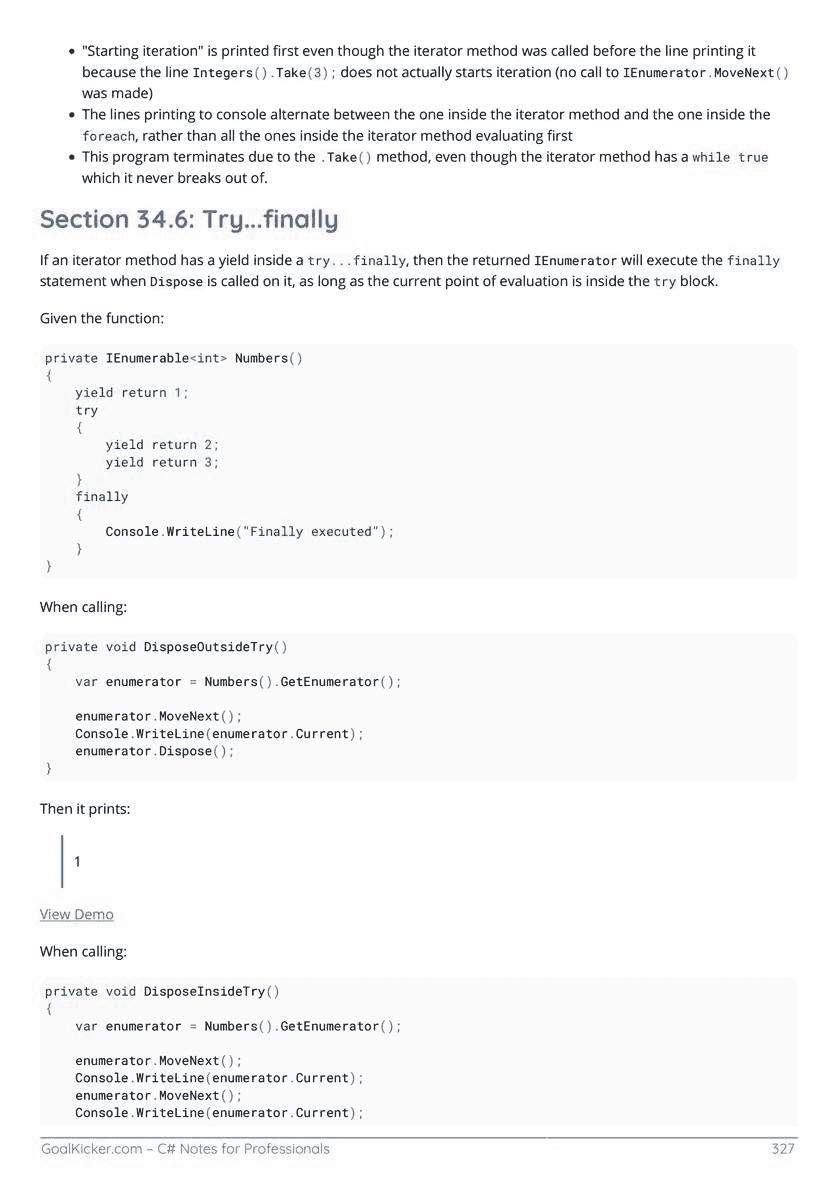 • "Starting iteration" is printed first even though the iterator method was called before the line printing it
because the line Integers().Take(3); does not actually starts iteration (no call to IEnumerator.MoveNext()
was made)
• The lines printing to console alternate between the one inside the iterator method and the one inside the
foreach, rather than all the ones inside the iterator method evaluating first
• This program terminates due to the .Take() method, even though the iterator method has a while true
which it never breaks out of.
Section 34.6: Try...finally
If an iterator method has a yield inside a try...finally, then the returned IEnumerator will execute the finally
statement when Dispose is called on it, as long as the current point of evaluation is inside the try block.
Given the function:
private IEnumerable<int> Numbers()
{
    yield return 1;
    try
    {
        yield return 2;
        yield return 3;
    }
    finally
    {
        Console.WriteLine("Finally executed");
    }
}
When calling:
private void DisposeOutsideTry()
{
    var enumerator = Numbers().GetEnumerator();

    enumerator.MoveNext();
    Console.WriteLine(enumerator.Current);
    enumerator.Dispose();
}
Then it prints:
1
View Demo
When calling:
private void DisposeInsideTry()
{
    var enumerator = Numbers().GetEnumerator();

    enumerator.MoveNext();
    Console.WriteLine(enumerator.Current);
    enumerator.MoveNext();
    Console.WriteLine(enumerator.Current);
GoalKicker.com – C# Notes for Professionals
327